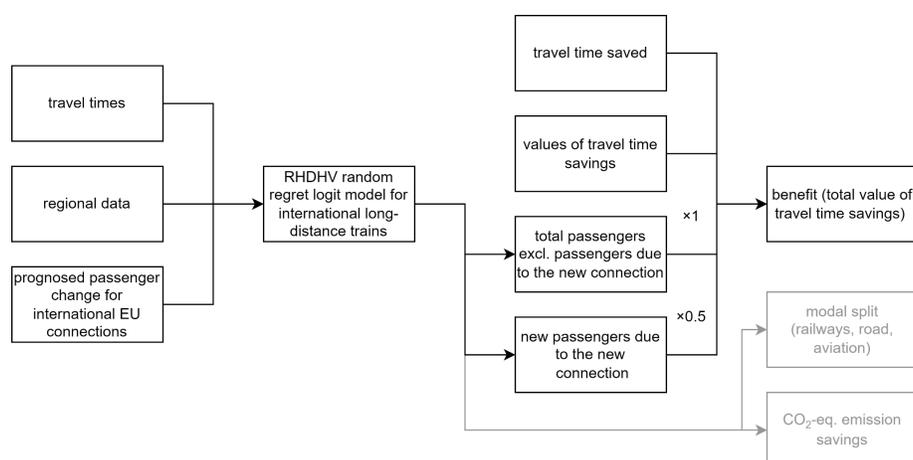 travel times
regional data
prognosed passenger
change for
international EU
connections
RHDHV random
regret logit model for
international long-
distance trains
travel time saved
values of travel time
savings
×1
total passengers
excl. passengers due
to the new connection
×0.5
new passengers due
to the new
connection
benefit (total value of
travel time savings)
modal split
(railways, road,
aviation)
CO₂-eq. emission
savings